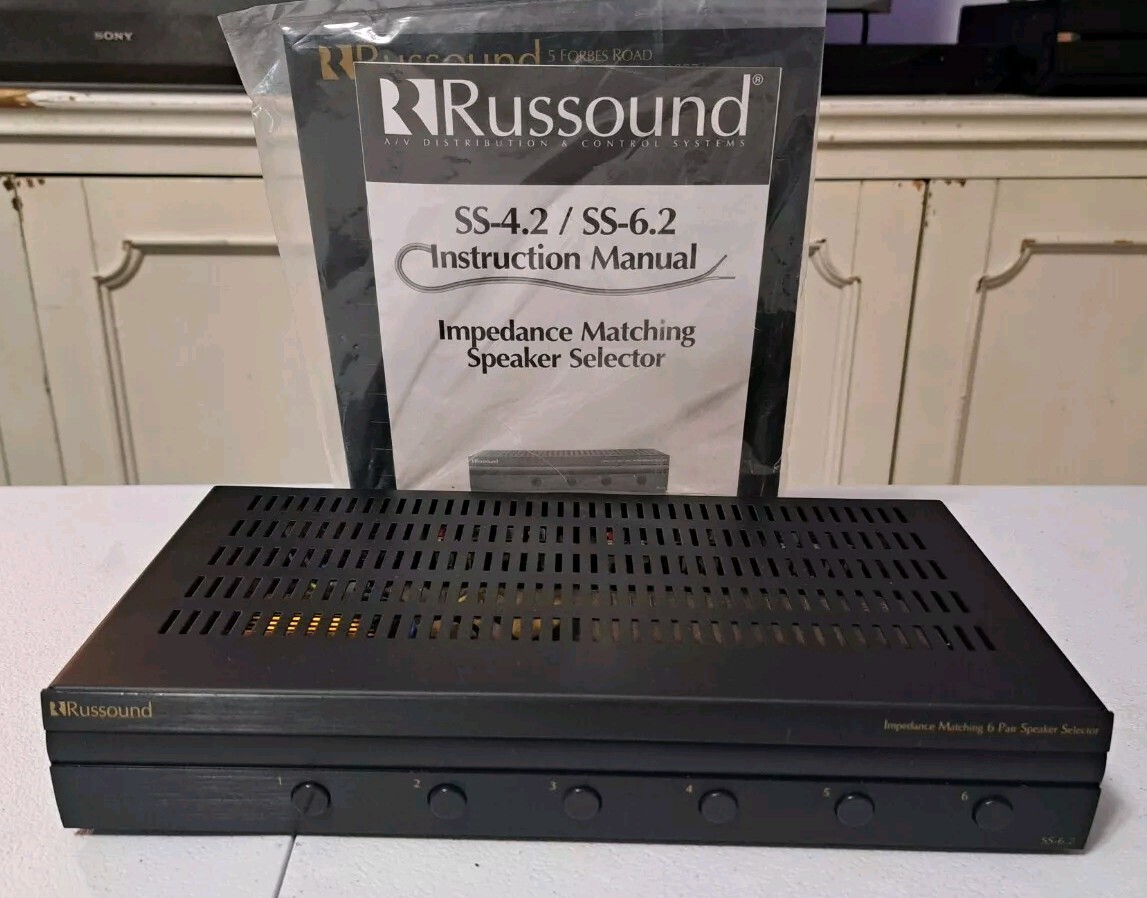 SONY
Russound 5 FORBES ROAD
Russound®
A/V DISTRIBUTION & CONTROL SYSTEMS
SS-4.2 / SS-6.2
Instruction Manual
Impedance Matching
Speaker Selector
Russound
Russound
Impedance Matching 6 Pair Speaker Selector
1 2 3 4 5 6
SS-6.2